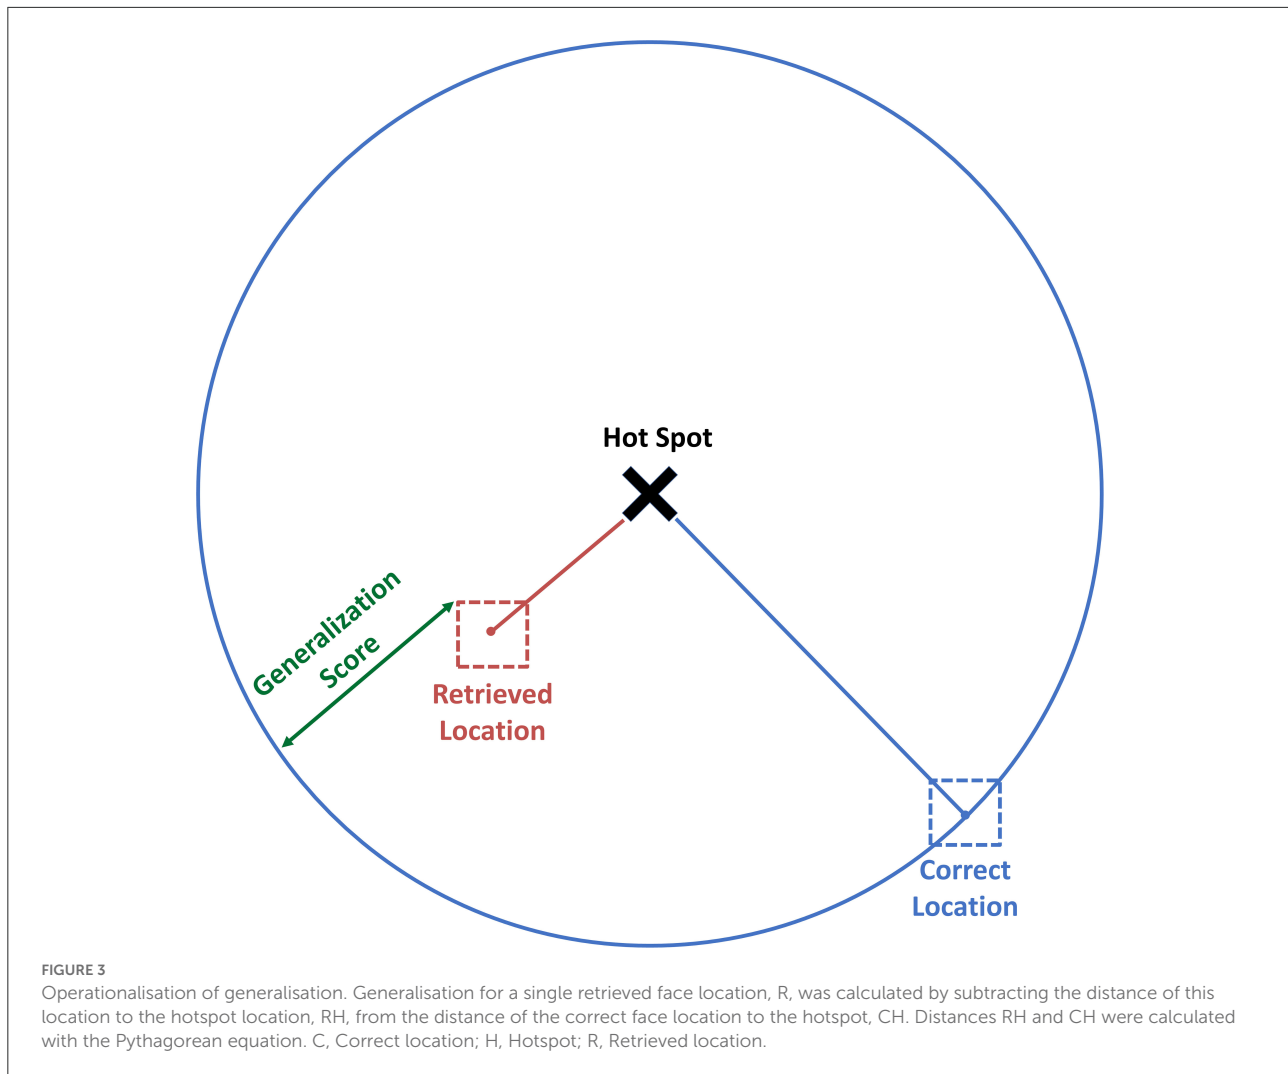 Hot Spot
Generalization
Score
Retrieved
Location
Correct
Location
FIGURE 3
Operationalisation of generalisation. Generalisation for a single retrieved face location, R, was calculated by subtracting the distance of this
location to the hotspot location, RH, from the distance of the correct face location to the hotspot, CH. Distances RH and CH were calculated
with the Pythagorean equation. C, Correct location; H, Hotspot; R, Retrieved location.